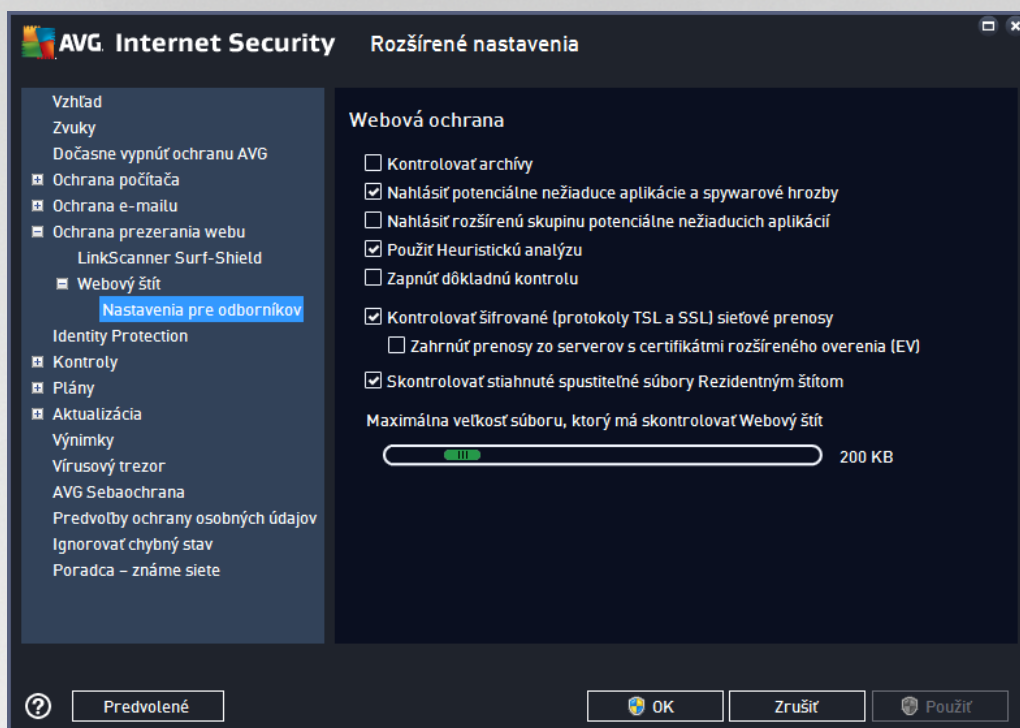 AVG. Internet Security
Rozšírené nastavenia
Vzhľad
Zvuky
Dočasne vypnúť ochranu AVG
Ochrana počítača
Ochrana e-mailu
Ochrana prezerania webu
LinkScanner Surf-Shield
Webový štít
Nastavenia pre odborníkov
Identity Protection
Kontroly
Plány
Aktualizácia
Výnimky
Vírusový trezor
AVG Sebaochrana
Predvoľby ochrany osobných údajov
Ignorovať chybný stav
Poradca – známe siete
Webová ochrana
Kontrolovať archívy
Nahlásiť potenciálne nežiaduce aplikácie a spywarové hrozby
Nahlásiť rozšírenú skupinu potenciálne nežiaducich aplikácií
Použiť Heuristickú analýzu
Zapnúť dôkladnú kontrolu
Kontrolovať šifrované (protokoly TSL a SSL) sieťové prenosy
Zahrnúť prenosy zo serverov s certifikátmi rozšíreného overenia (EV)
Skontrolovať stiahnuté spustiteľné súbory Rezidentným štítom
Maximálna veľkosť súboru, ktorý má skontrolovať Webový štít
200 KB
Predvolené
OK
Zrušiť
Použiť